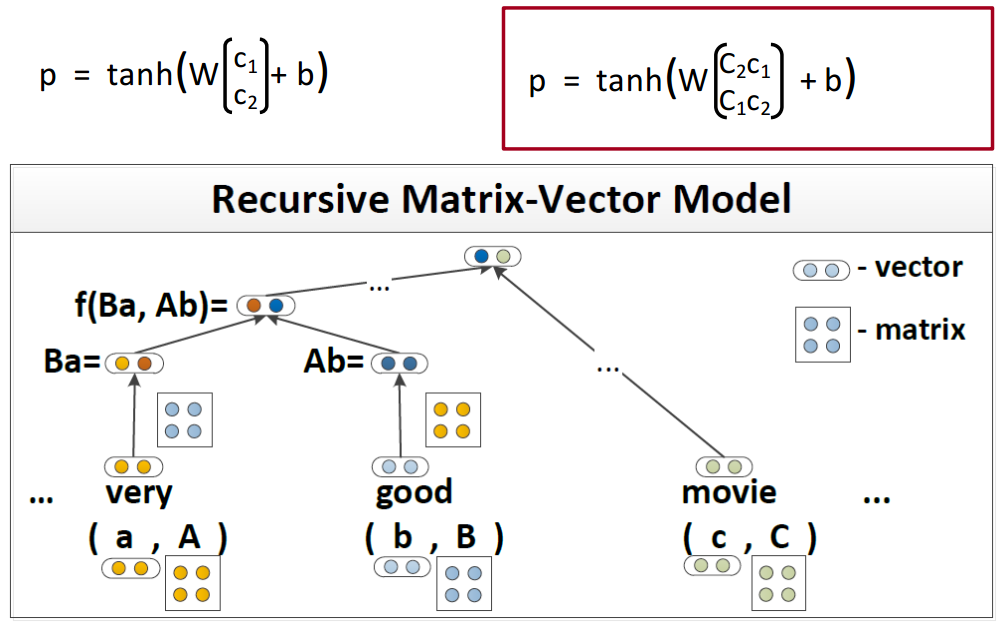 p = tanh(W[c₁ c₂] + b)
p = tanh(W[C₂c₁ C₁c₂] + b)
Recursive Matrix-Vector Model
- vector
- matrix
...
f(Ba, Ab)=
Ba=
Ab=
...
... very good movie ...
( a , A ) ( b , B ) ( c , C )